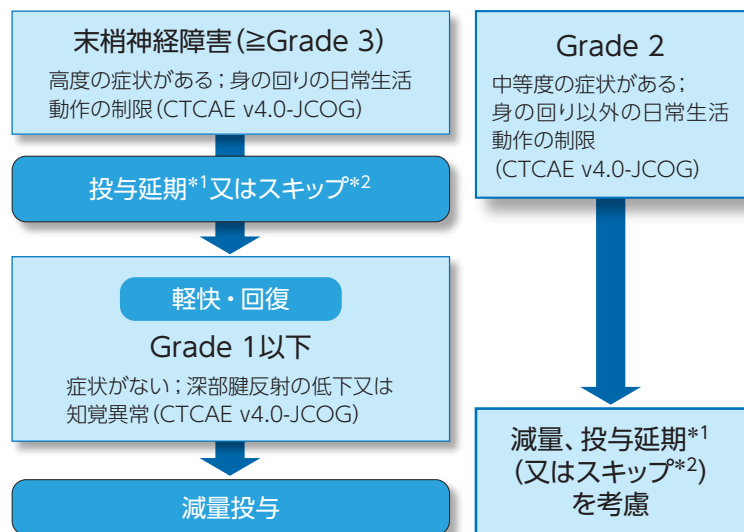 末梢神経障害(≧Grade 3)
高度の症状がある；身の回りの日常生活
動作の制限(CTCAE v4.0-JCOG)
投与延期*1又はスキップ*2
軽快・回復
Grade 1以下
症状がない；深部腱反射の低下又は
知覚異常(CTCAE v4.0-JCOG)
減量投与
Grade 2
中等度の症状がある；
身の回り以外の日常生活
動作の制限
(CTCAE v4.0-JCOG)
減量、投与延期*1
(又はスキップ*2)
を考慮